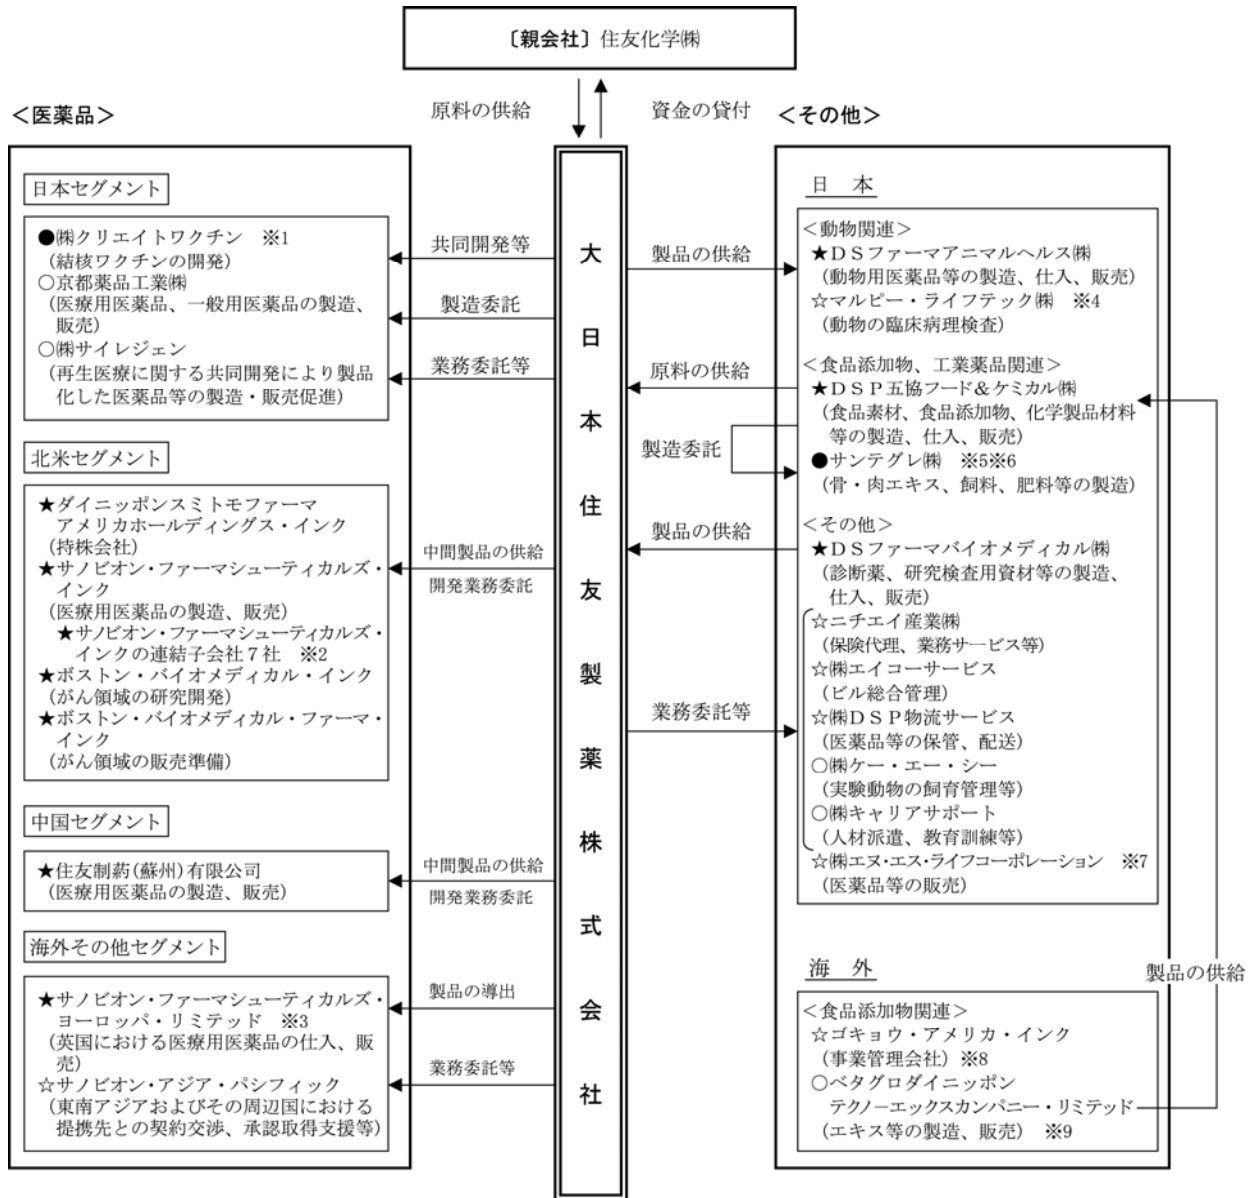 〔親会社〕住友化学㈱
原料の供給
資金の貸付
＜医薬品＞
日本セグメント
●㈱クリエイトワクチン　※1
(結核ワクチンの開発)
○京都薬品工業㈱
(医療用医薬品、一般用医薬品の製造、
販売)
○㈱サイレジェン
(再生医療に関する共同開発により製品
化した医薬品等の製造・販売促進)
北米セグメント
★ダイニッポンスミトモファーマ
アメリカホールディングス・インク
(持株会社)
★サノビオン・ファーマシューティカルズ・
インク
(医療用医薬品の製造、販売)
★サノビオン・ファーマシューティカルズ・
インクの連結子会社７社　※2
★ボストン・バイオメディカル・インク
(がん領域の研究開発)
★ボストン・バイオメディカル・ファーマ・
インク
(がん領域の販売準備)
中国セグメント
★住友制葯(蘇州)有限公司
(医療用医薬品の製造、販売)
海外その他セグメント
★サノビオン・ファーマシューティカルズ・
ヨーロッパ・リミテッド　※3
(英国における医療用医薬品の仕入、販
売)
☆サノビオン・アジア・パシフィック
(東南アジアおよびその周辺国における
提携先との契約交渉、承認取得支援等)
共同開発等
製造委託
業務委託等
中間製品の供給
開発業務委託
中間製品の供給
開発業務委託
製品の導出
業務委託等
大日本住友製薬株式会社
製品の供給
原料の供給
製造委託
製品の供給
業務委託等
＜その他＞
日　本
＜動物関連＞
★ＤＳファーマアニマルヘルス㈱
(動物用医薬品等の製造、仕入、販売)
☆マルピー・ライフテック㈱　※4
(動物の臨床病理検査)
＜食品添加物、工業薬品関連＞
★ＤＳＰ五協フード＆ケミカル㈱
(食品素材、食品添加物、化学製品材料
等の製造、仕入、販売)
●サンテグレ㈱　※5※6
(骨・肉エキス、飼料、肥料等の製造)
＜その他＞
★ＤＳファーマバイオメディカル㈱
(診断薬、研究検査用資材等の製造、
仕入、販売)
☆ニチエイ産業㈱
(保険代理、業務サービス等)
☆㈱エイコーサービス
(ビル総合管理)
☆㈱ＤＳＰ物流サービス
(医薬品等の保管、配送)
○㈱ケー・エー・シー
(実験動物の飼育管理等)
○㈱キャリアサポート
(人材派遣、教育訓練等)
☆㈱エヌ・エス・ライフコーポレーション　※7
(医薬品等の販売)
海　外
＜食品添加物関連＞
☆ゴキョウ・アメリカ・インク
(事業管理会社)　※8
○ベタグロダイニッポン
テクノ－エックスカンパニー・リミテッド
(エキス等の製造、販売)　※9
製品の供給